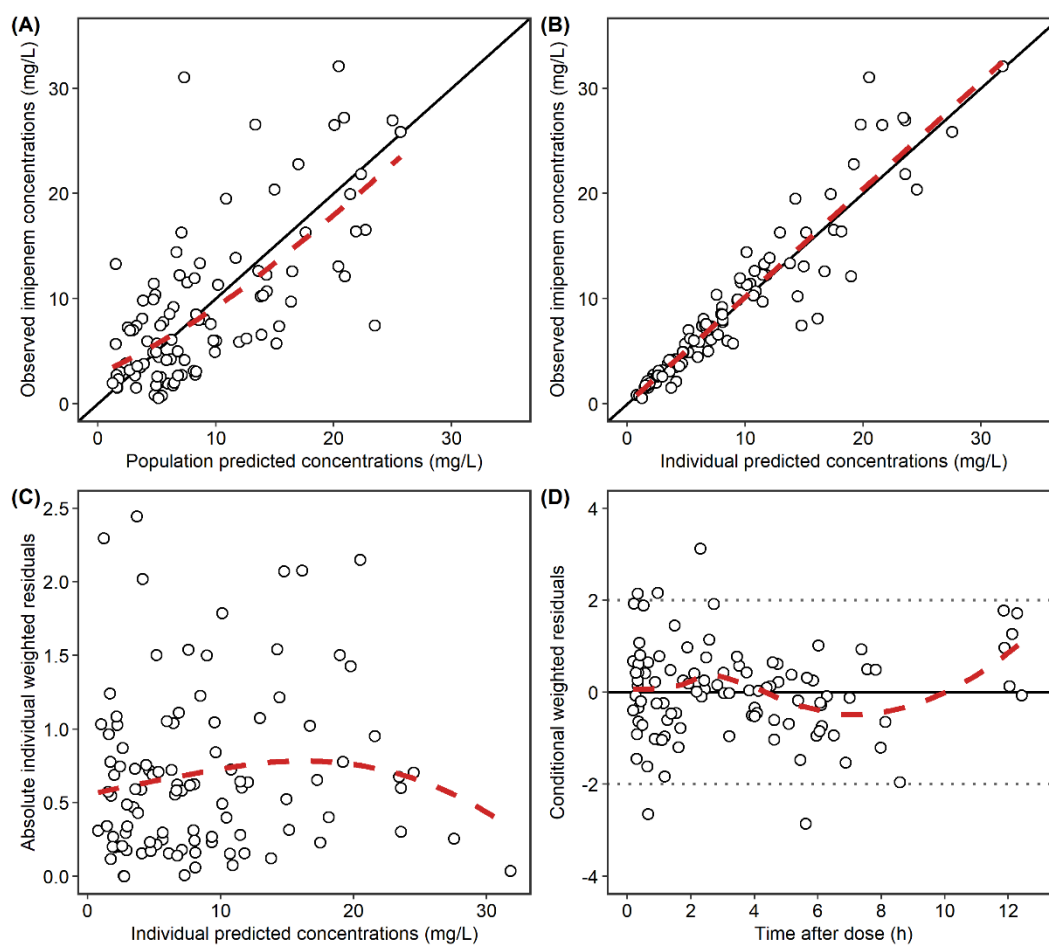 (A)
Observed imipenem concentrations (mg/L)
30
20
10
0
0 10 20 30
Population predicted concentrations (mg/L)
(B)
Observed imipenem concentrations (mg/L)
30
20
10
0
0 10 20 30
Individual predicted concentrations (mg/L)
(C)
Absolute individual weighted residuals
2.5
2.0
1.5
1.0
0.5
0.0
0 10 20 30
Individual predicted concentrations (mg/L)
(D)
Conditional weighted residuals
4
2
0
-2
-4
0 2 4 6 8 10 12
Time after dose (h)